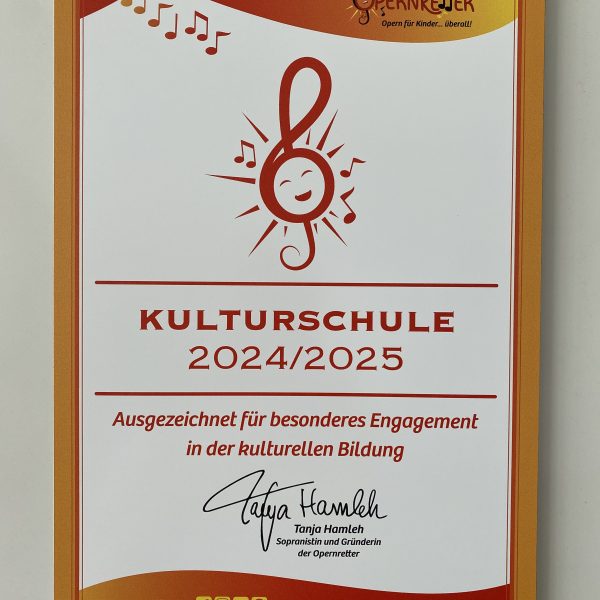 OPERNRETTER
Opern für Kinder... überall!
KULTURSCHULE
2024/2025
Ausgezeichnet für besonderes Engagement
in der kulturellen Bildung
Tanja Hamleh
Tanja Hamleh
Sopranistin und Gründerin
der Opernretter